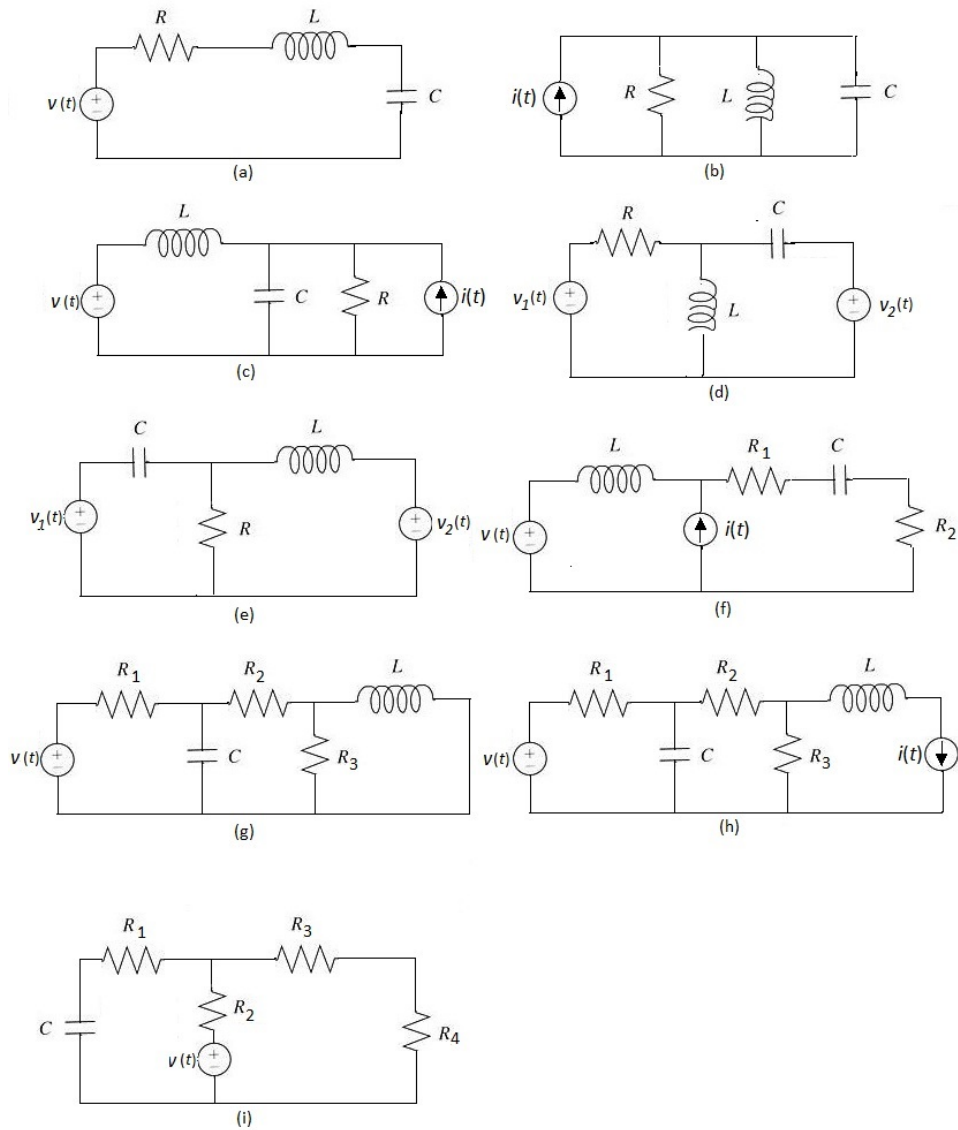 R L
v(t) + − C
(a)
i(t) R L C
(b)
L
v(t) + − C R i(t)
(c)
R C
v1(t) + − L + − v2(t)
(d)
C L
v1(t) + − R + − v2(t)
(e)
L R1 C
v(t) + − i(t) R2
(f)
R1 R2 L
v(t) + − C R3
(g)
R1 R2 L
v(t) + − C R3 i(t)
(h)
R1 R3
C R2 R4
v(t) + −
(i)